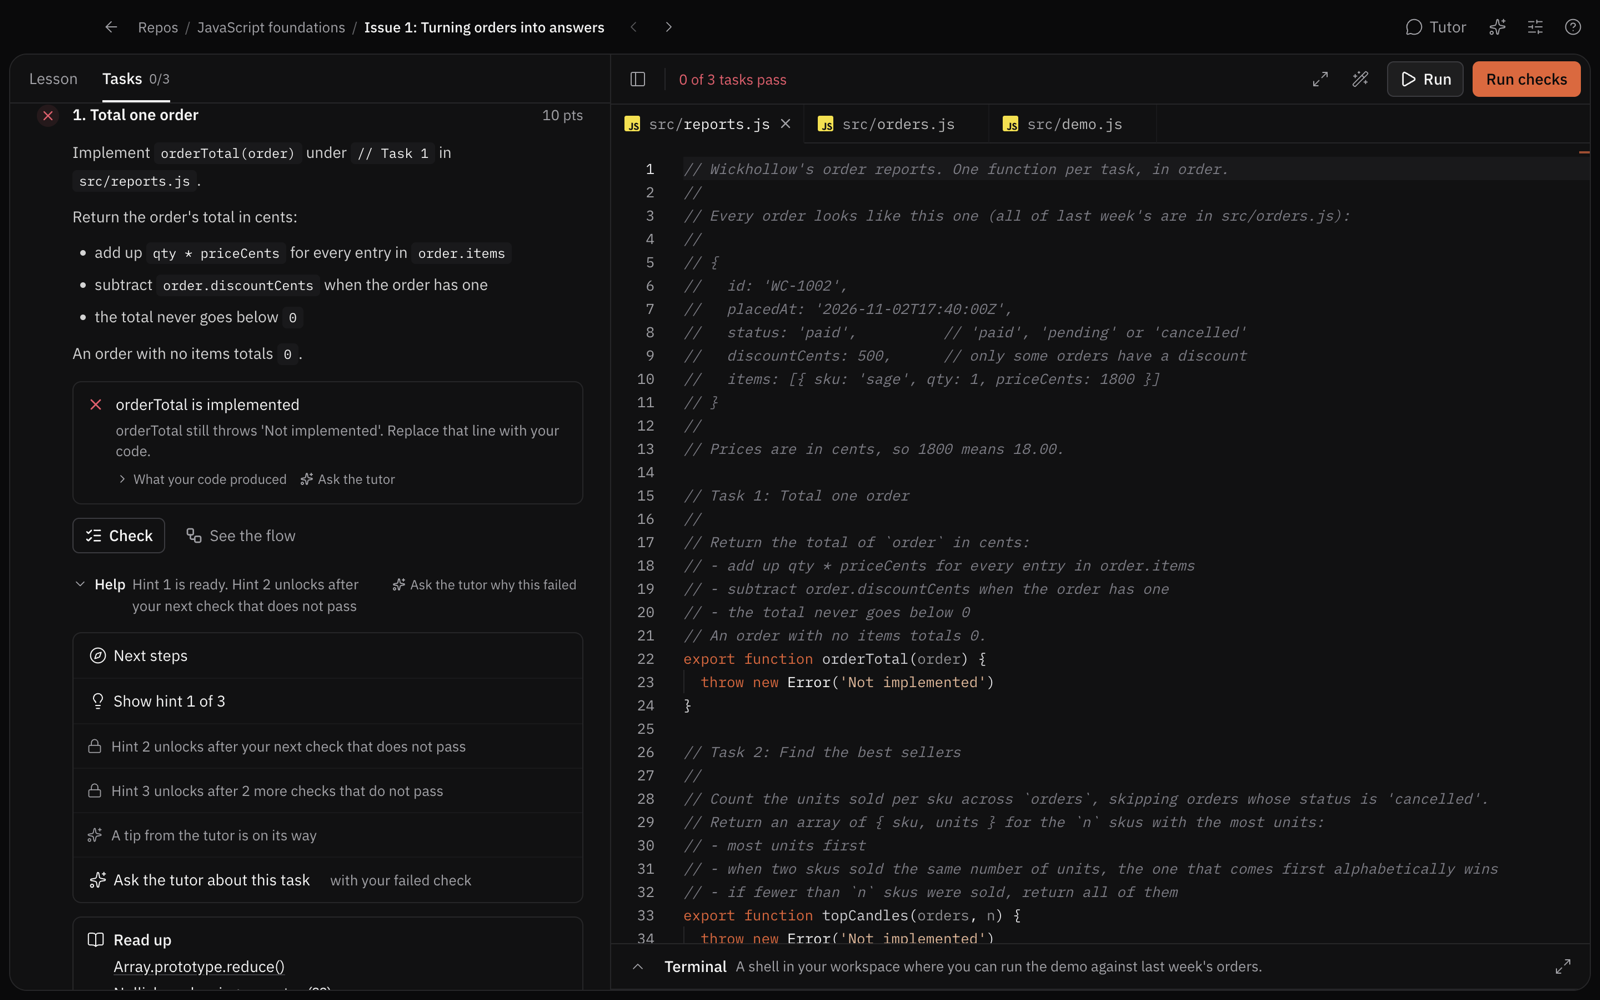 Repos / JavaScript foundations / Issue 1: Turning orders into answers
Tutor
Lesson
Tasks 0/3
0 of 3 tasks pass
Run
Run checks
1. Total one order
10 pts
Implement orderTotal(order) under // Task 1 in
src/reports.js.
Return the order's total in cents:
• add up qty * priceCents for every entry in order.items
• subtract order.discountCents when the order has one
• the total never goes below 0
An order with no items totals 0.
orderTotal is implemented
orderTotal still throws 'Not implemented'. Replace that line with your
code.
What your code produced
Ask the tutor
Check
See the flow
Help
Hint 1 is ready. Hint 2 unlocks after
your next check that does not pass
Ask the tutor why this failed
Next steps
Show hint 1 of 3
Hint 2 unlocks after your next check that does not pass
Hint 3 unlocks after 2 more checks that do not pass
A tip from the tutor is on its way
Ask the tutor about this task with your failed check
Read up
Array.prototype.reduce()
JS src/reports.js
JS src/orders.js
JS src/demo.js
1 // Wickhollow's order reports. One function per task, in order.
2 //
3 // Every order looks like this one (all of last week's are in src/orders.js):
4 //
5 // {
6 //   id: 'WC-1002',
7 //   placedAt: '2026-11-02T17:40:00Z',
8 //   status: 'paid',          // 'paid', 'pending' or 'cancelled'
9 //   discountCents: 500,      // only some orders have a discount
10 //   items: [{ sku: 'sage', qty: 1, priceCents: 1800 }]
11 // }
12 //
13 // Prices are in cents, so 1800 means 18.00.
14
15 // Task 1: Total one order
16 //
17 // Return the total of `order` in cents:
18 // - add up qty * priceCents for every entry in order.items
19 // - subtract order.discountCents when the order has one
20 // - the total never goes below 0
21 // An order with no items totals 0.
22 export function orderTotal(order) {
23   throw new Error('Not implemented')
24 }
25
26 // Task 2: Find the best sellers
27 //
28 // Count the units sold per sku across `orders`, skipping orders whose status is 'cancelled'.
29 // Return an array of { sku, units } for the `n` skus with the most units:
30 // - most units first
31 // - when two skus sold the same number of units, the one that comes first alphabetically wins
32 // - if fewer than `n` skus were sold, return all of them
33 export function topCandles(orders, n) {
34   throw new Error('Not implemented')
Terminal
A shell in your workspace where you can run the demo against last week's orders.